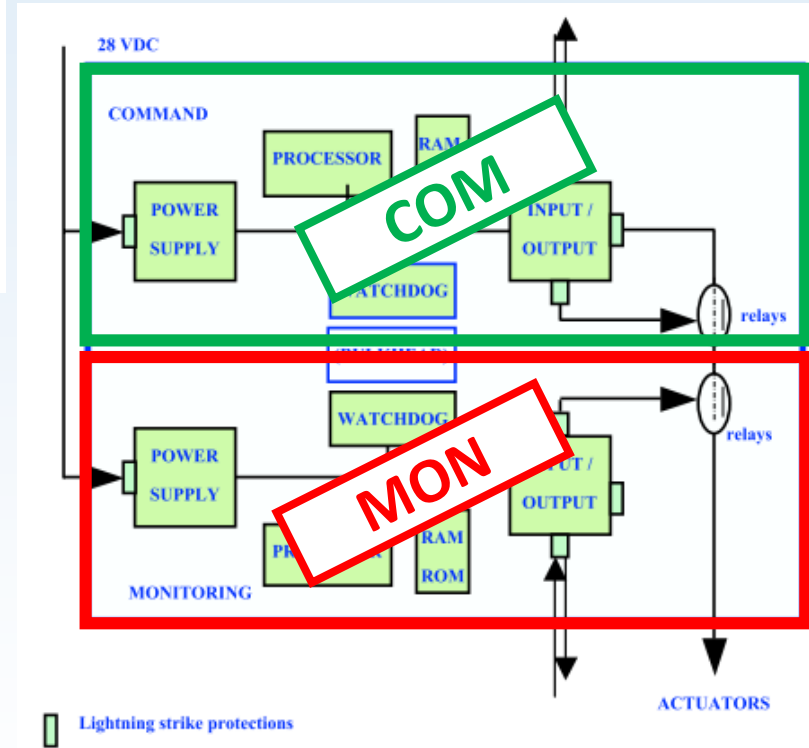 28 VDC
COMMAND
PROCESSOR
RAM
COM
POWER
SUPPLY
INPUT /
OUTPUT
WATCHDOG
relays
WATCHDOG
relays
POWER
SUPPLY
MON
OUTPUT
RAM
ROM
MONITORING
ACTUATORS
Lightning strike protections